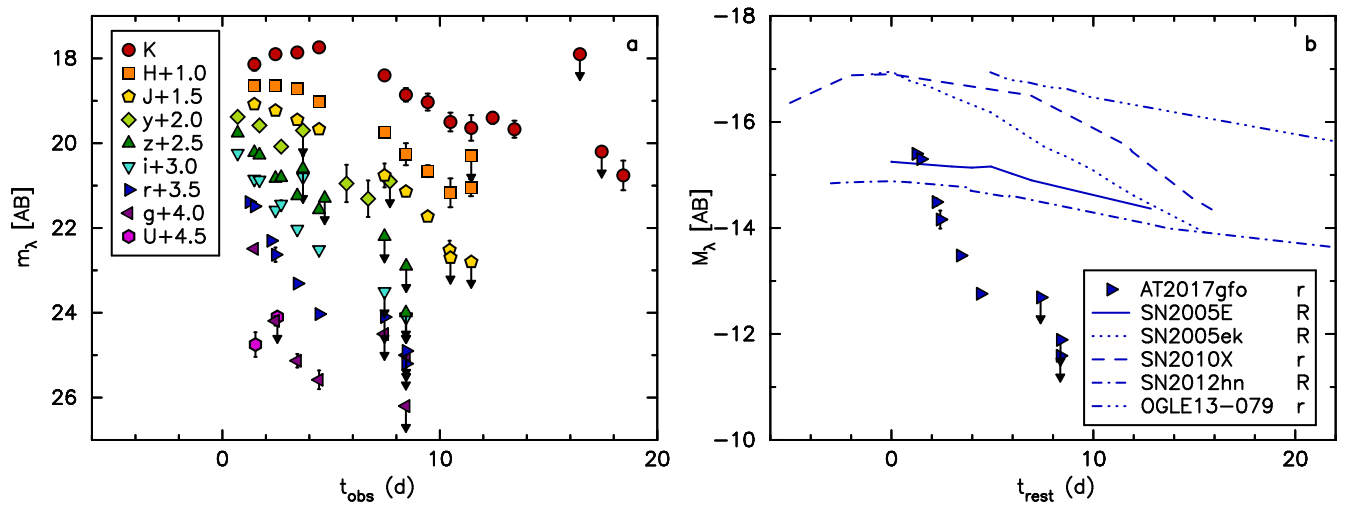 a
K
H+1.0
J+1.5
y+2.0
z+2.5
i+3.0
r+3.5
g+4.0
U+4.5
18
20
22
24
26
m_λ [AB]
0 10 20
t_obs (d)
b
-18
-16
-14
-12
-10
M_λ [AB]
AT2017gfo r
SN2005E R
SN2005ek R
SN2010X r
SN2012hn R
OGLE13-079 r
0 10 20
t_rest (d)